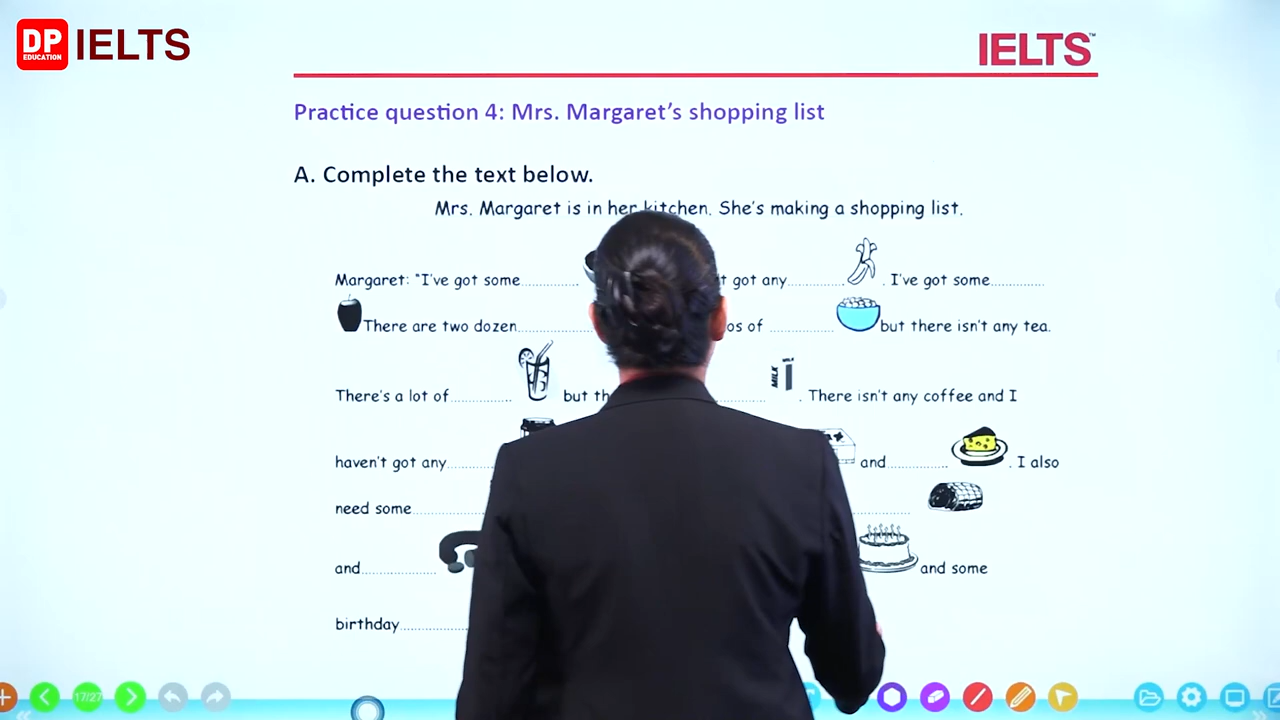 DP
EDUCATION
IELTS
IELTS™
Practice question 4: Mrs. Margaret's shopping list
A. Complete the text below.
Mrs. Margaret is in her kitchen. She's making a shopping list.
Margaret: "I've got some.............. got any.............. . I've got some..............
There are two dozen.............. of .............. but there isn't any tea.
There's a lot of.............. but .............. . There isn't any coffee and I
MILK
haven't got any.............. and.............. . I also
need some..............
and.............. and some
birthday..............
17/27